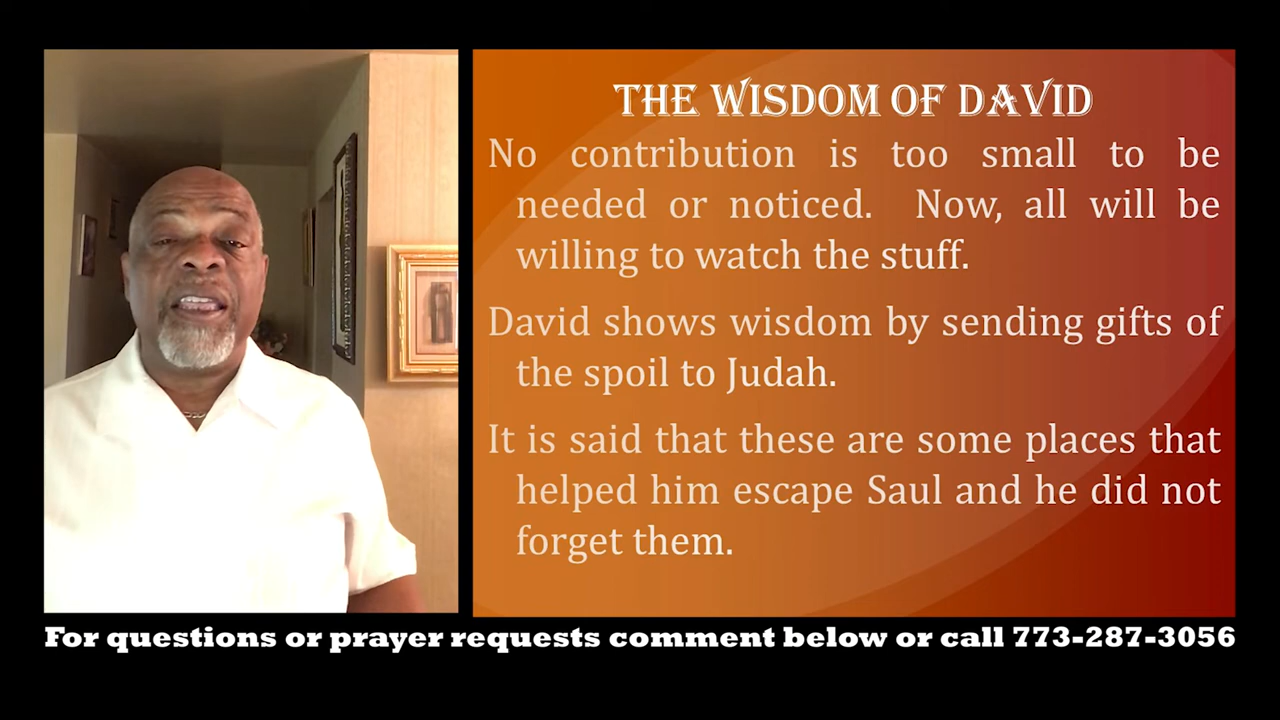 THE WISDOM OF DAVID
No contribution is too small to be
needed or noticed. Now, all will be
willing to watch the stuff.
David shows wisdom by sending gifts of
the spoil to Judah.
It is said that these are some places that
helped him escape Saul and he did not
forget them.
For questions or prayer requests comment below or call 773-287-3056